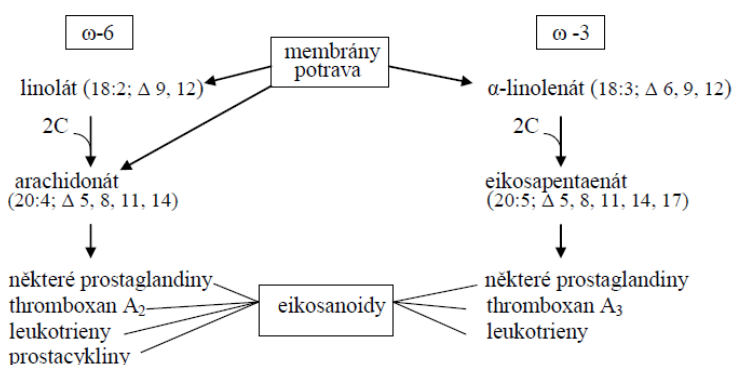 ω-6
ω -3
membrány
potrava
linolát (18:2; Δ 9, 12)
α-linolenát (18:3; Δ 6, 9, 12)
2C
2C
arachidonát
(20:4; Δ 5, 8, 11, 14)
eikosapentaenát
(20:5; Δ 5, 8, 11, 14, 17)
některé prostaglandiny
thromboxan A₂
leukotrieny
prostacykliny
eikosanoidy
některé prostaglandiny
thromboxan A₃
leukotrieny